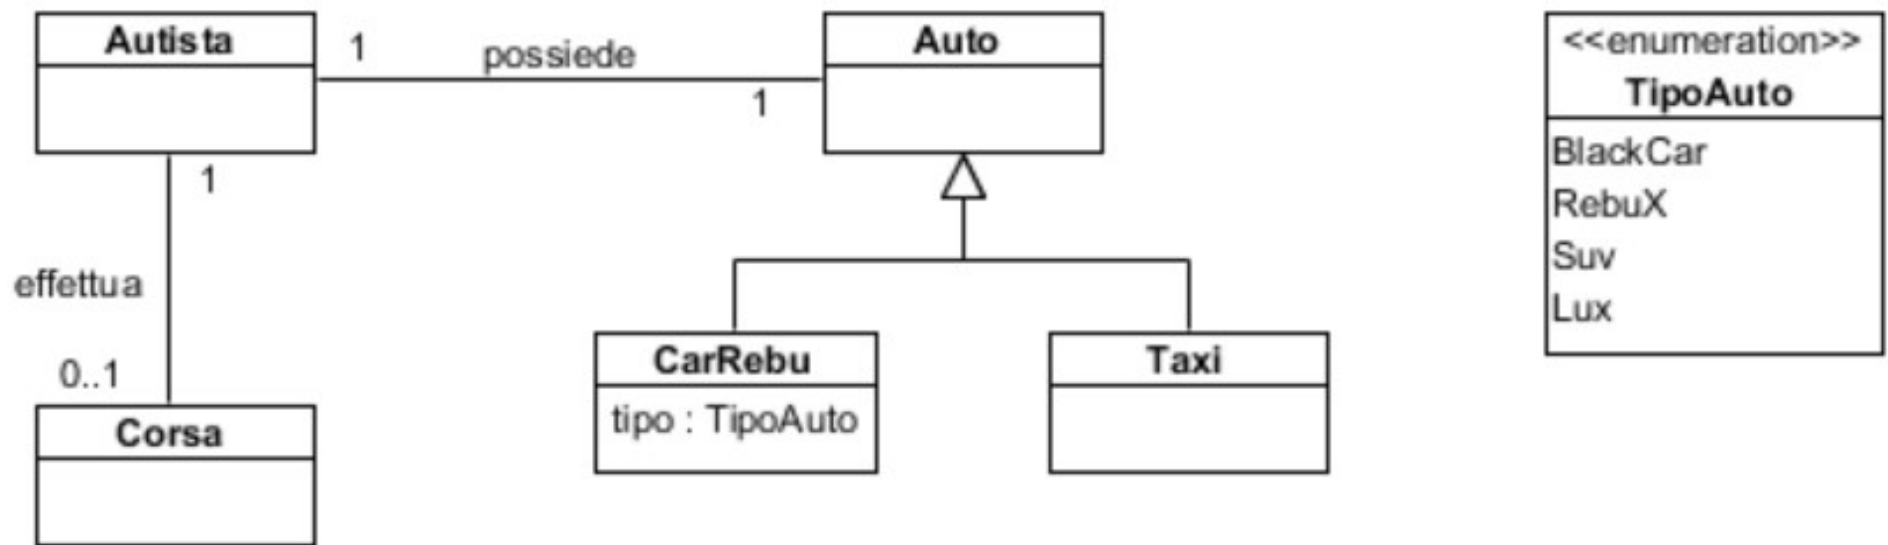 Autista
1
possiede
1
Auto
<<enumeration>>
TipoAuto
BlackCar
RebuX
Suv
Lux
1
effettua
0..1
Corsa
CarRebu
tipo : TipoAuto
Taxi